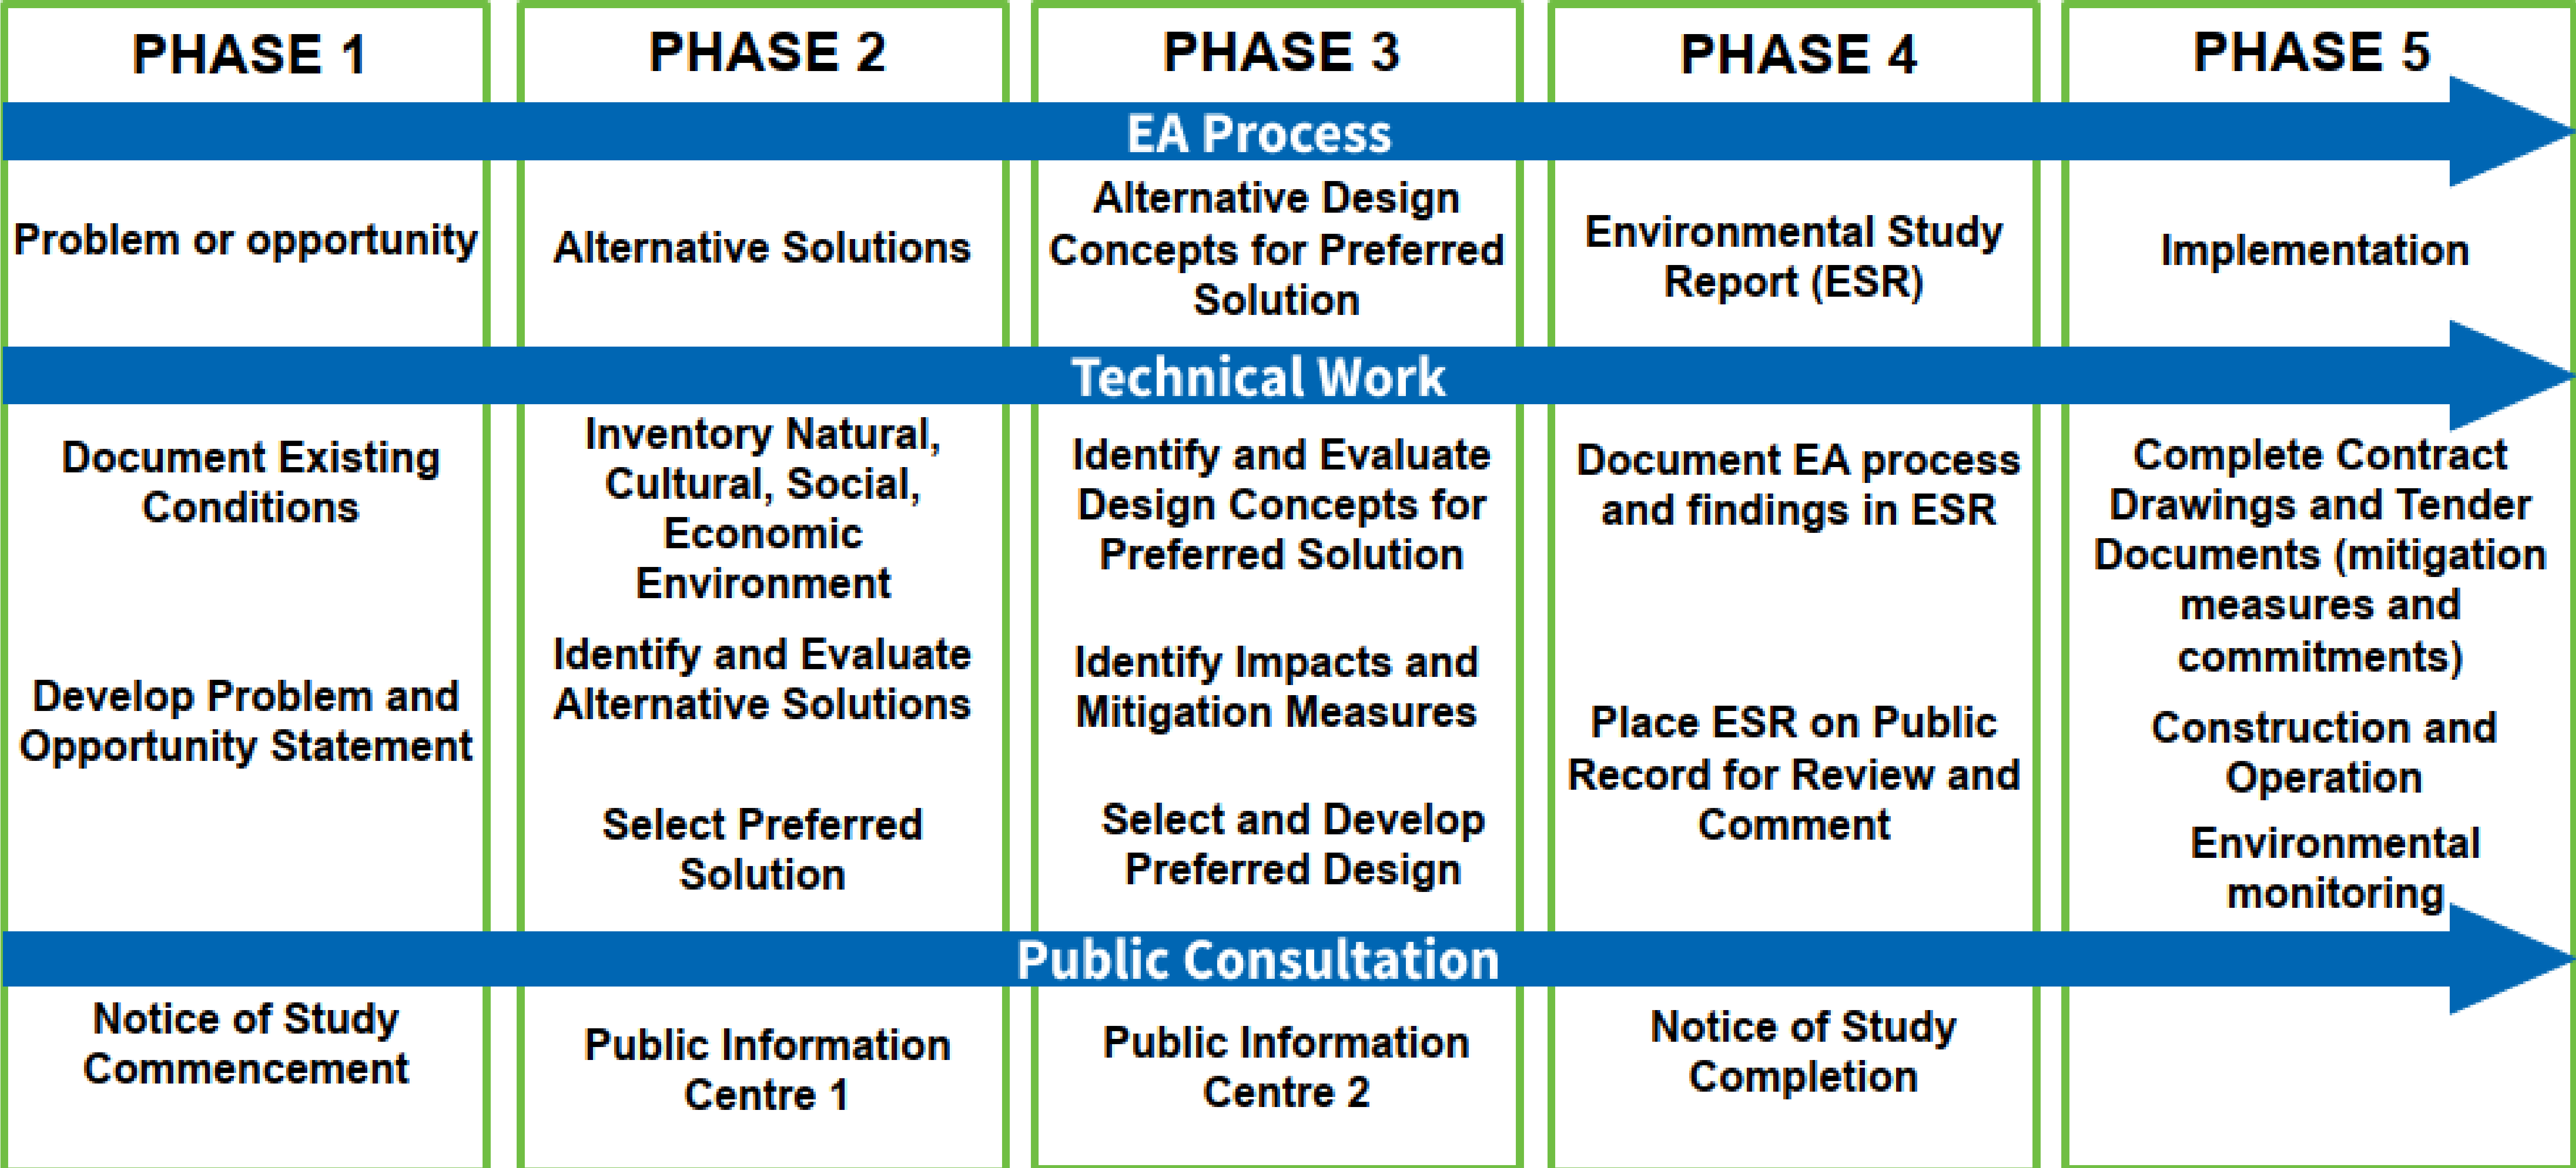 PHASE 1
PHASE 2
PHASE 3
PHASE 4
PHASE 5
EA Process
Problem or opportunity
Alternative Solutions
Alternative Design
Concepts for Preferred
Solution
Environmental Study
Report (ESR)
Implementation
Technical Work
Document Existing
Conditions
Develop Problem and
Opportunity Statement
Inventory Natural,
Cultural, Social,
Economic
Environment
Identify and Evaluate
Alternative Solutions
Select Preferred
Solution
Identify and Evaluate
Design Concepts for
Preferred Solution
Identify Impacts and
Mitigation Measures
Select and Develop
Preferred Design
Document EA process
and findings in ESR
Place ESR on Public
Record for Review and
Comment
Complete Contract
Drawings and Tender
Documents (mitigation
measures and
commitments)
Construction and
Operation
Environmental
monitoring
Public Consultation
Notice of Study
Commencement
Public Information
Centre 1
Public Information
Centre 2
Notice of Study
Completion